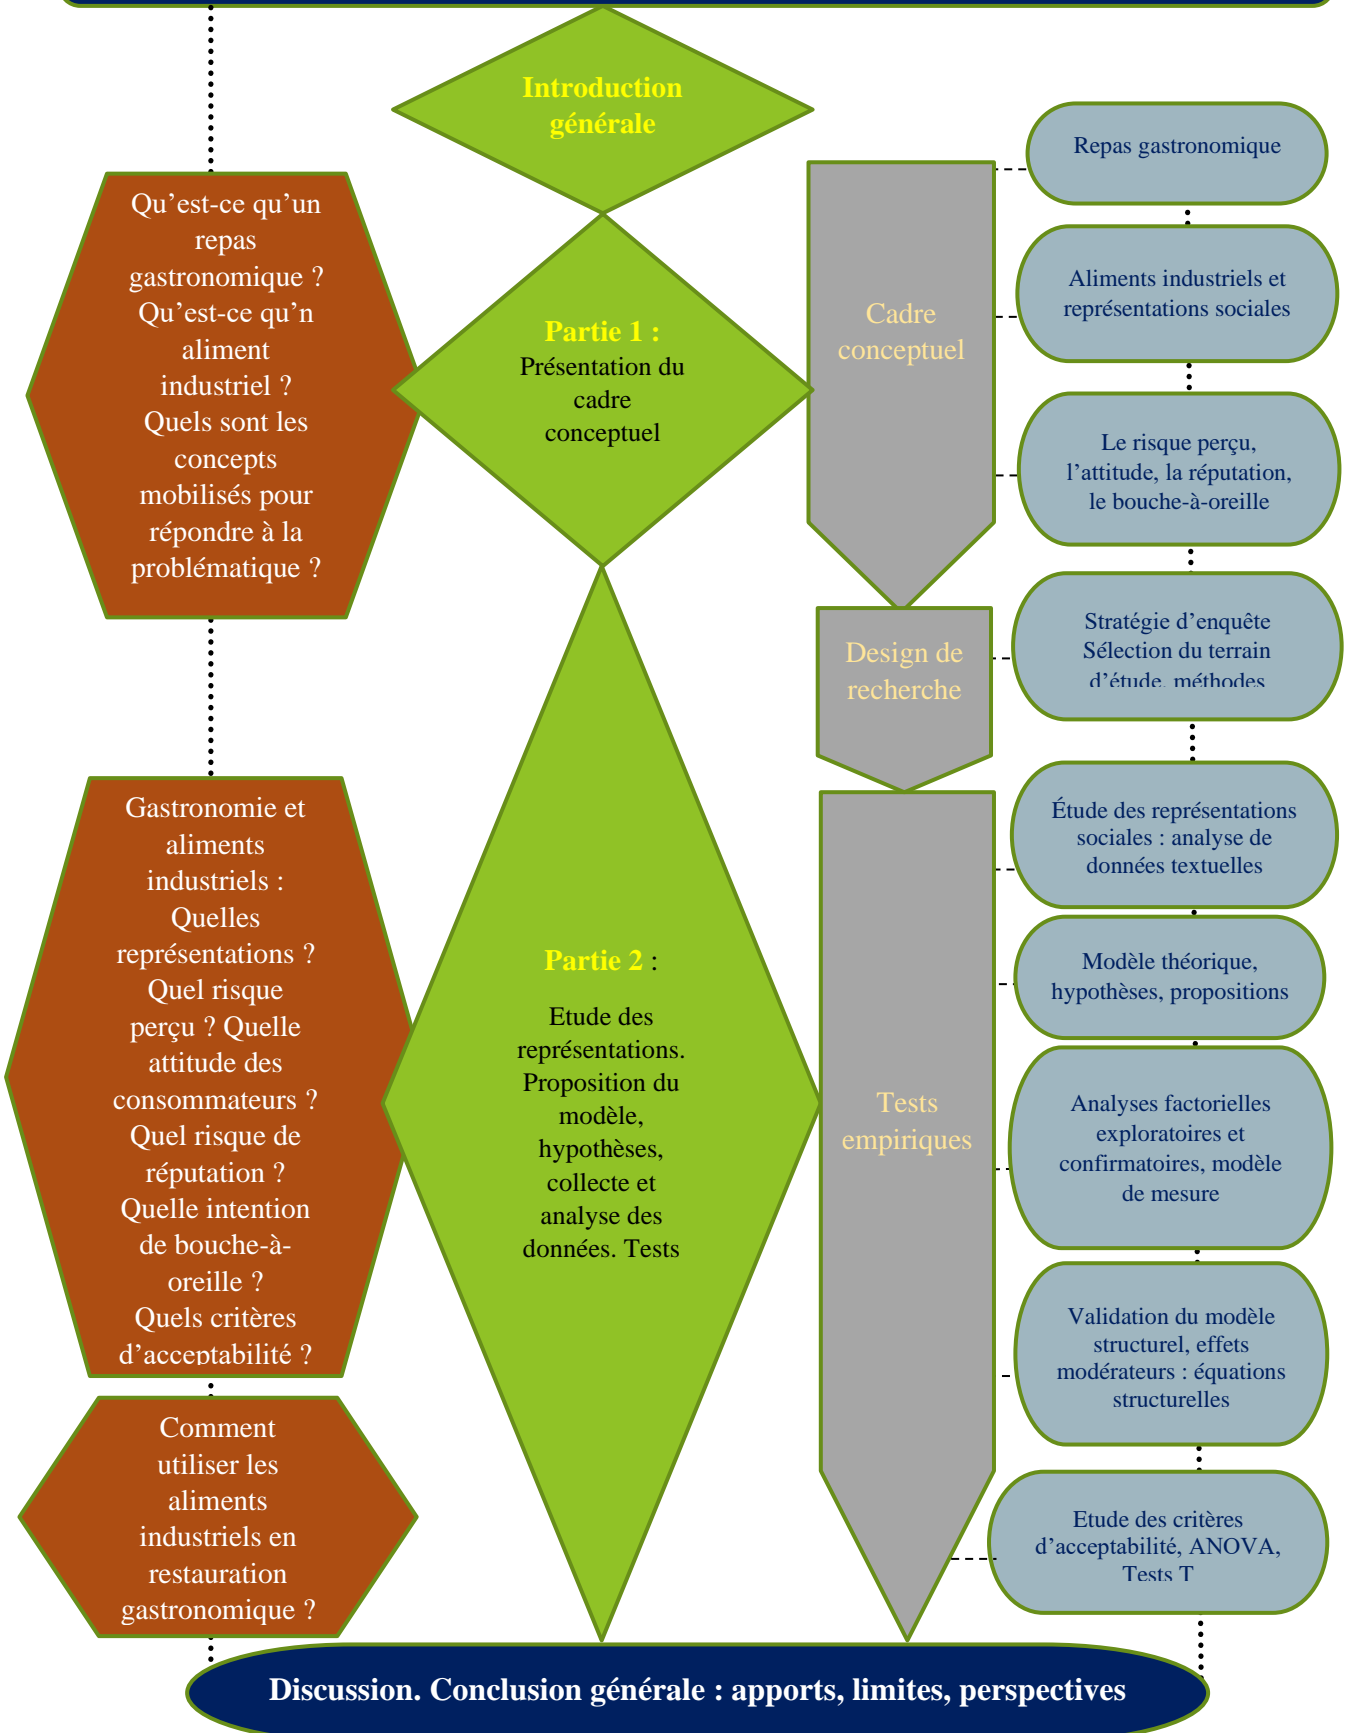 Introduction
générale
Qu’est-ce qu’un
repas
gastronomique ?
Qu’est-ce qu’n
aliment
industriel ?
Quels sont les
concepts
mobilisés pour
répondre à la
problématique ?
Partie 1 :
Présentation du
cadre
conceptuel
Cadre
conceptuel
Repas gastronomique
Aliments industriels et
représentations sociales
Le risque perçu,
l’attitude, la réputation,
le bouche-à-oreille
Design de
recherche
Stratégie d’enquête
Sélection du terrain
d’étude, méthodes
Gastronomie et
aliments
industriels :
Quelles
représentations ?
Quel risque
perçu ? Quelle
attitude des
consommateurs ?
Quel risque de
réputation ?
Quelle intention
de bouche-à-
oreille ?
Quels critères
d’acceptabilité ?
Partie 2 :
Etude des
représentations.
Proposition du
modèle,
hypothèses,
collecte et
analyse des
données. Tests
Tests
empiriques
Étude des représentations
sociales : analyse de
données textuelles
Modèle théorique,
hypothèses, propositions
Analyses factorielles
exploratoires et
confirmatoires, modèle
de mesure
Validation du modèle
structurel, effets
modérateurs : équations
structurelles
Comment
utiliser les
aliments
industriels en
restauration
gastronomique ?
Etude des critères
d’acceptabilité, ANOVA,
Tests T
Discussion. Conclusion générale : apports, limites, perspectives